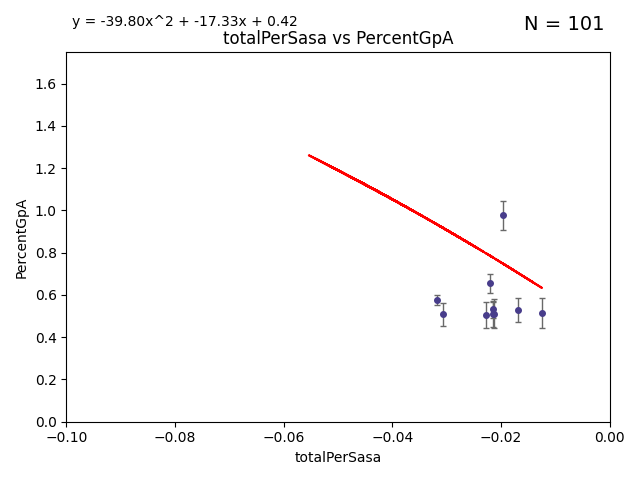 y = -39.80x^2 + -17.33x + 0.42
N = 101
totalPerSasa vs PercentGpA
PercentGpA
1.6
1.4
1.2
1.0
0.8
0.6
0.4
0.2
0.0
−0.10 −0.08 −0.06 −0.04 −0.02 0.00
totalPerSasa